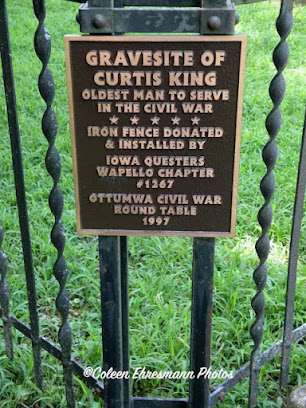 GRAVESITE OF
CURTIS KING
OLDEST MAN TO SERVE
IN THE CIVIL WAR
★ ★ ★ ★ ★
IRON FENCE DONATED
& INSTALLED BY
IOWA QUESTERS
WAPELLO CHAPTER
#1267
OTTUMWA CIVIL WAR
ROUND TABLE
1997
©Coleen Ehresmann Photos